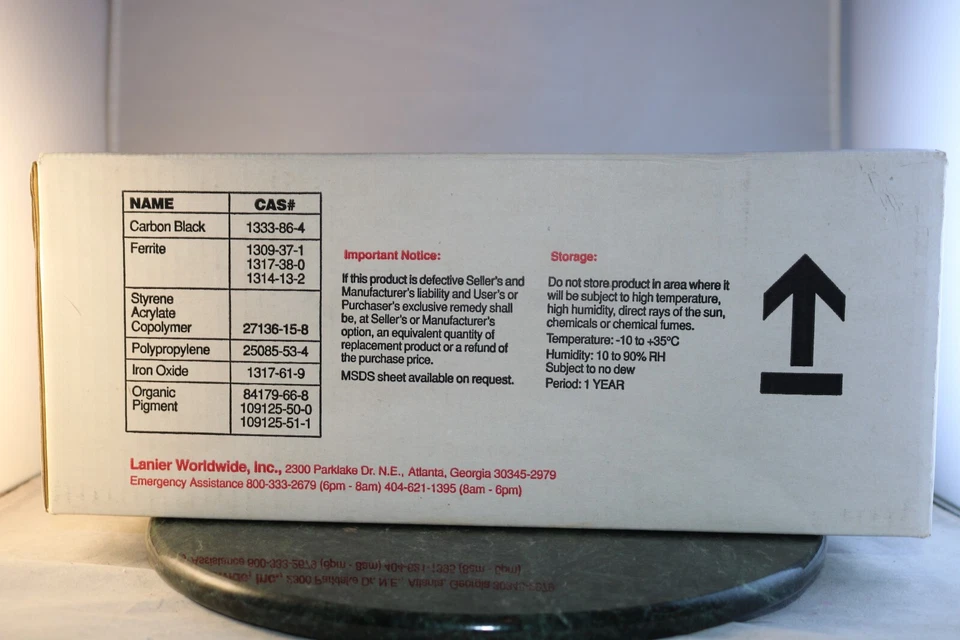 NAME CAS#
Carbon Black 1333-86-4
Ferrite 1309-37-1
1317-38-0
1314-13-2
Styrene
Acrylate
Copolymer 27136-15-8
Polypropylene 25085-53-4
Iron Oxide 1317-61-9
Organic 84179-66-8
Pigment 109125-50-0
109125-51-1
Important Notice:
If this product is defective Seller's and
Manufacturer's liability and User's or
Purchaser's exclusive remedy shall
be, at Seller's or Manufacturer's
option, an equivalent quantity of
replacement product or a refund of
the purchase price.
MSDS sheet available on request.
Storage:
Do not store product in area where it
will be subject to high temperature,
high humidity, direct rays of the sun,
chemicals or chemical fumes.
Temperature: -10 to +35°C
Humidity: 10 to 90% RH
Subject to no dew
Period: 1 YEAR
Lanier Worldwide, Inc., 2300 Parklake Dr. N.E., Atlanta, Georgia 30345-2979
Emergency Assistance 800-333-2679 (6pm - 8am) 404-621-1395 (8am - 6pm)